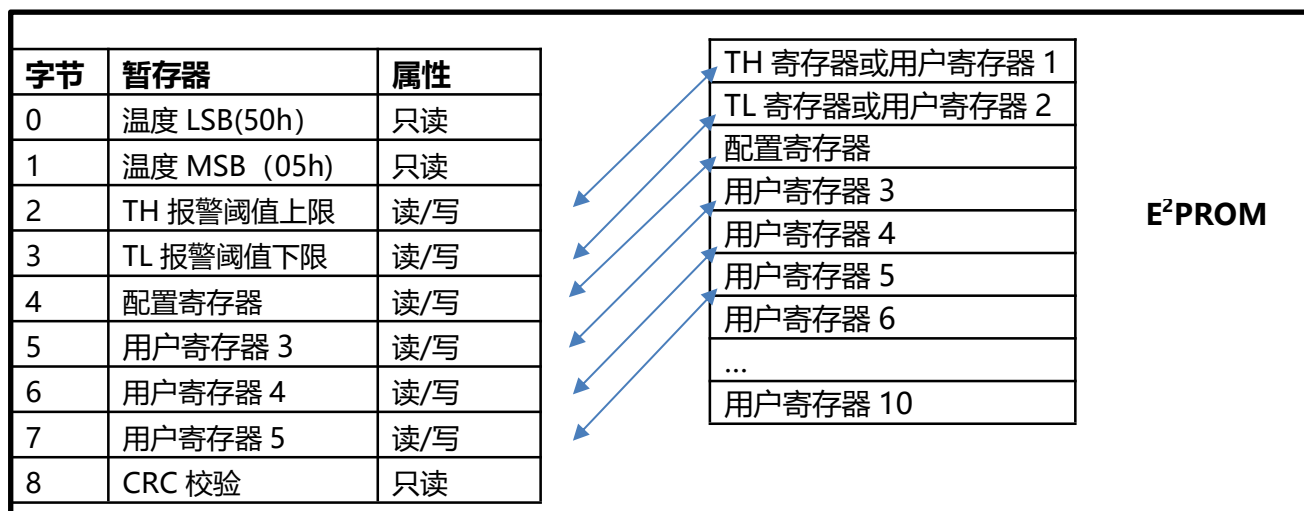 字节 暂存器 属性
0 温度 LSB(50h） 只读
1 温度 MSB（05h) 只读
2 TH 报警阈值上限 读/写
3 TL 报警阈值下限 读/写
4 配置寄存器 读/写
5 用户寄存器 3 读/写
6 用户寄存器 4 读/写
7 用户寄存器 5 读/写
8 CRC 校验 只读
TH 寄存器或用户寄存器 1
TL 寄存器或用户寄存器 2
配置寄存器
用户寄存器 3
用户寄存器 4
用户寄存器 5
用户寄存器 6
...
用户寄存器 10
E²PROM